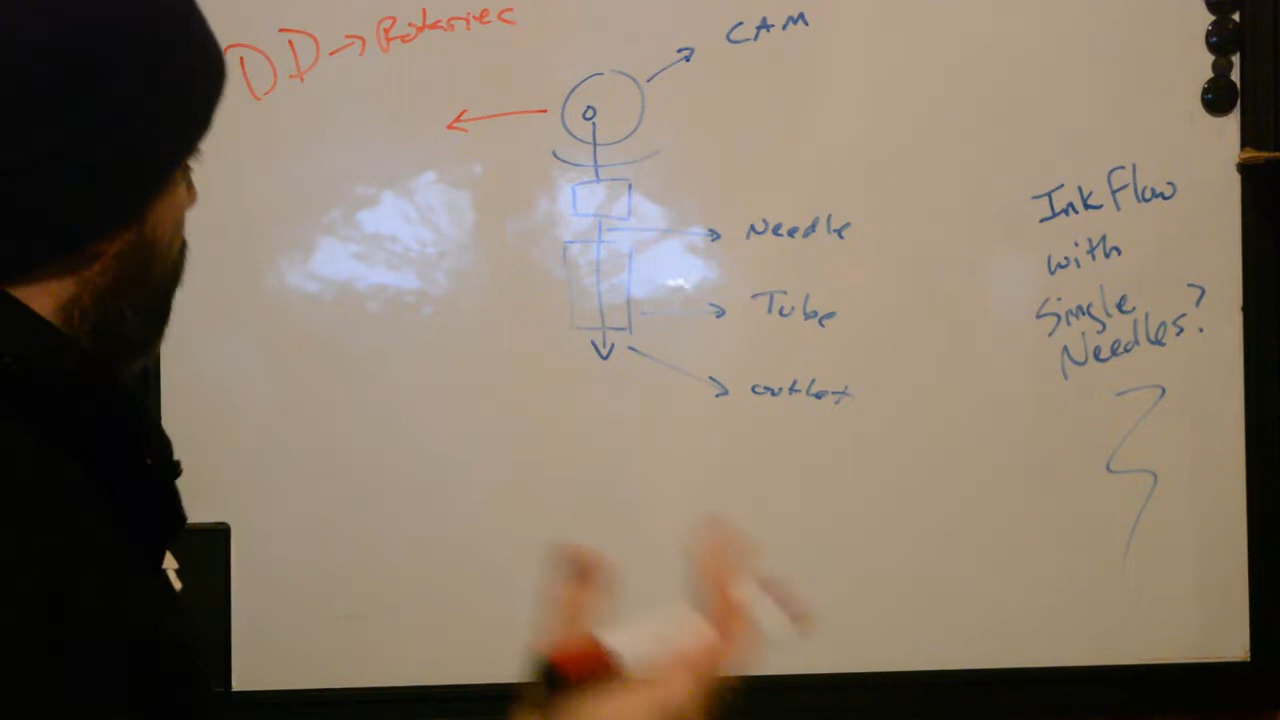 DD → Rotaries
CAM
Needle
Tube
outlet
Ink Flow
with
Single
Needles?